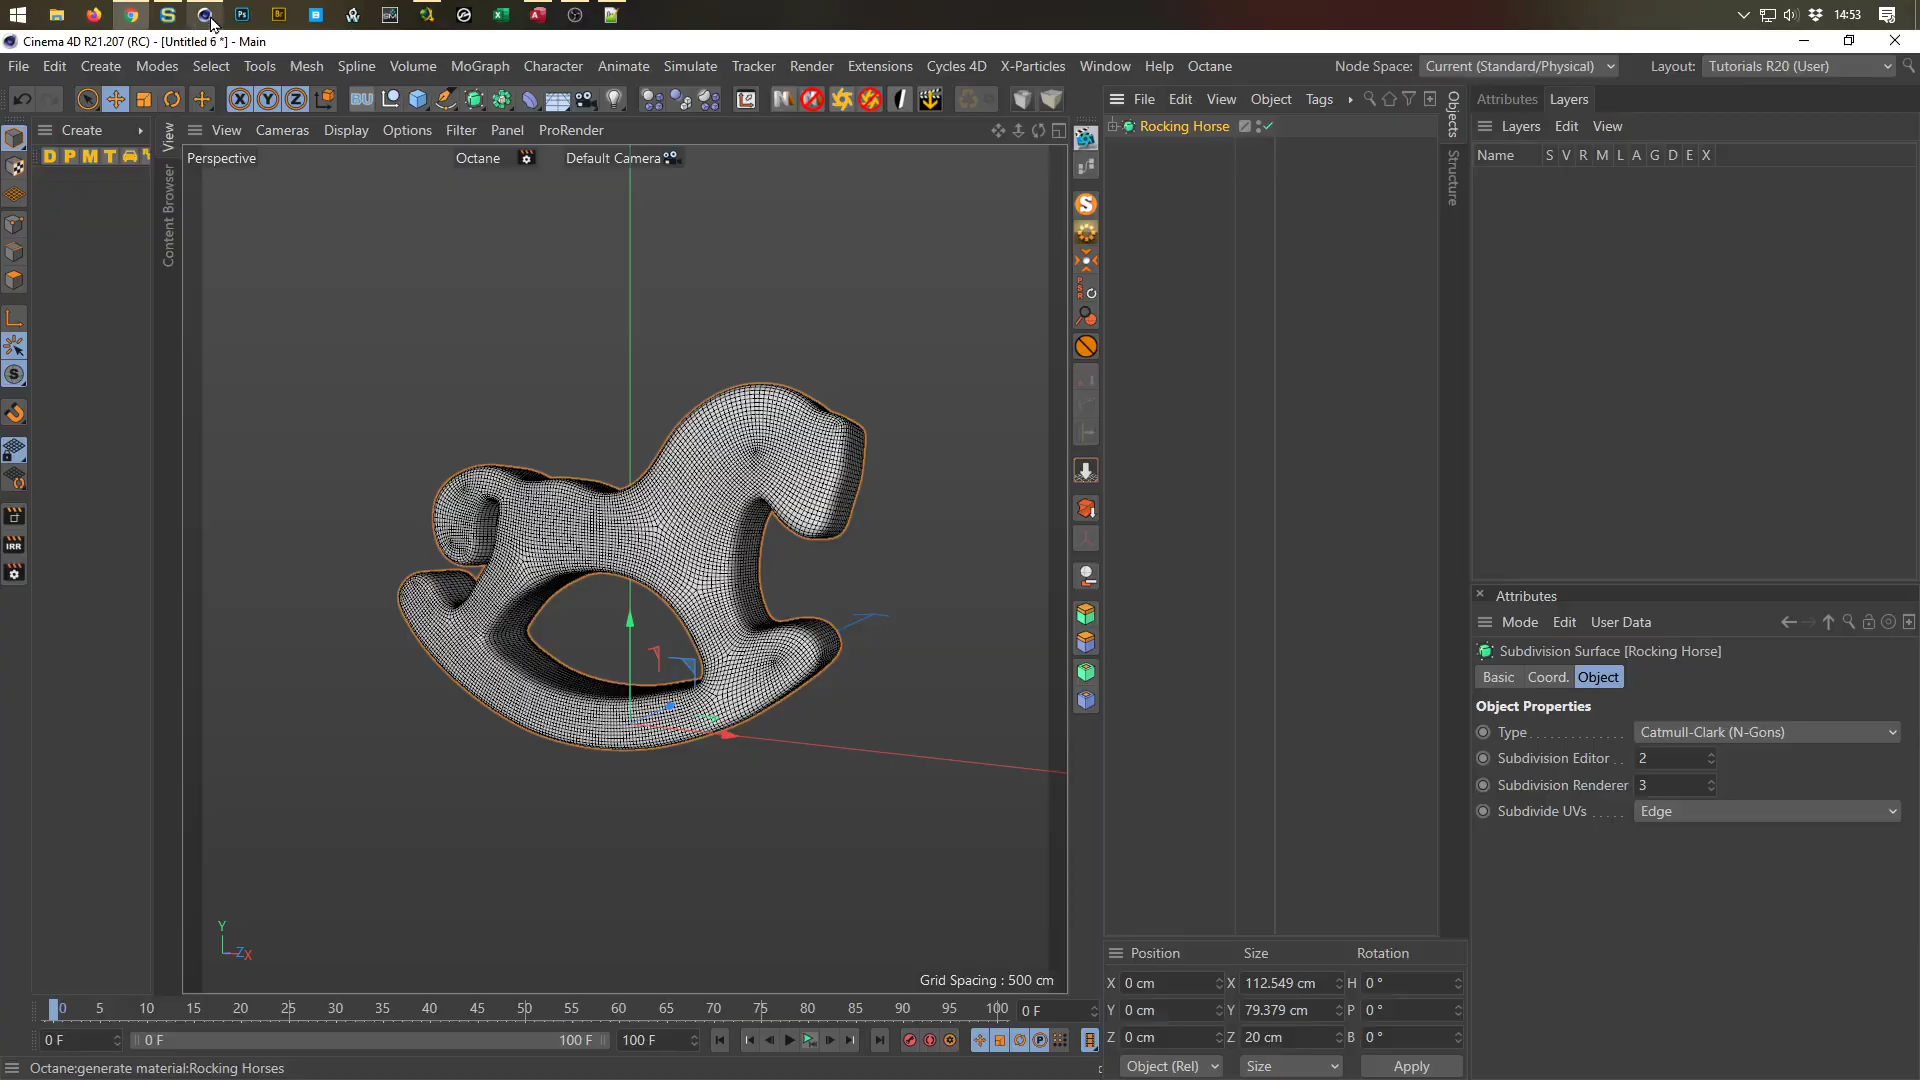 14:53
Cinema 4D R21.207 (RC) - [Untitled 6 *] - Main
File Edit Create Modes Select Tools Mesh Spline Volume MoGraph Character Animate Simulate Tracker Render Extensions Cycles 4D X-Particles Window Help Octane Node Space: Current (Standard/Physical) Layout: Tutorials R20 (User)
X Y Z
File Edit View Object Tags
Attributes Layers
Create
View Cameras Display Options Filter Panel ProRender
Rocking Horse
Layers Edit View
D P M T
Perspective Octane Default Camera
Name S V R M L A G D E X
View
Content Browser
Objects
Structure
IRR
Attributes
Mode Edit User Data
Subdivision Surface [Rocking Horse]
Basic Coord. Object
Object Properties
Type Catmull-Clark (N-Gons)
Subdivision Editor 2
Subdivision Renderer 3
Subdivide UVs Edge
Y
Z X
Grid Spacing : 500 cm
Position Size Rotation
X 0 cm X 112.549 cm H 0 °
Y 0 cm Y 79.379 cm P 0 °
Z 0 cm Z 20 cm B 0 °
Object (Rel) Size Apply
0 5 10 15 20 25 30 35 40 45 50 55 60 65 70 75 80 85 90 95 100 0 F
0 F 0 F 100 F 100 F
Octane:generate material:Rocking Horses